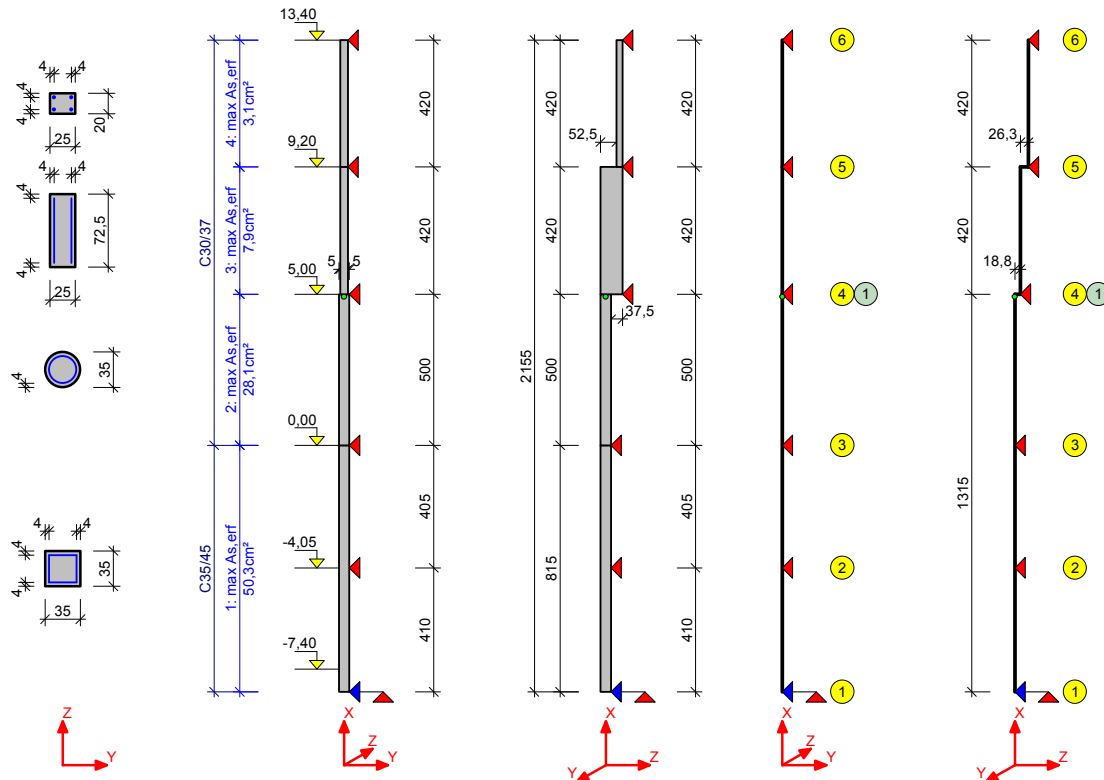 4 4
4
4
20
25
4 4
4
4
72,5
25
4
35
4 4
4
4
35
35
Z
Y
C30/37
C35/45
4: max As,erf
3,1cm²
3: max As,erf
7,9cm²
2: max As,erf
28,1cm²
1: max As,erf
50,3cm²
13,40
9,20
5,00
0,00
-4,05
-7,40
5 5
420
420
500
405
410
X
Z
Y
2155
420
420
500
815
52,5
37,5
420
420
500
405
410
X
Z
Y
6
5
4 1
3
2
1
X
Z
Y
420
420
1315
26,3
18,8
6
5
4 1
3
2
1
X
Z
Y